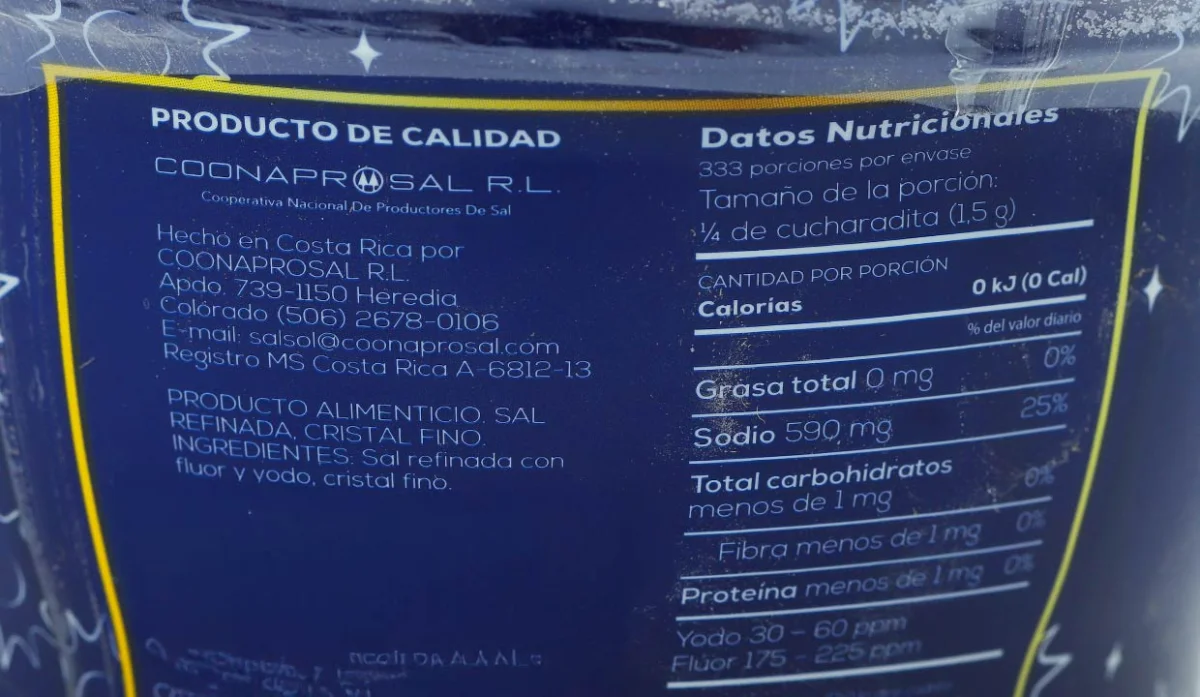 PRODUCTO DE CALIDAD
COONAPROSAL R.L.
Cooperativa Nacional De Productores De Sal
Hecho en Costa Rica por
COONAPROSAL R.L.
Apdo. 739-1150 Heredia
Colorado (506) 2678-0106
E-mail: salsol@coonaprosal.com
Registro MS Costa Rica A-6812-13
PRODUCTO ALIMENTICIO. SAL
REFINADA, CRISTAL FINO.
INGREDIENTES: Sal refinada con
fluor y yodo, cristal fino.
Datos Nutricionales
333 porciones por envase
Tamaño de la porción:
¼ de cucharadita (1,5 g)
CANTIDAD POR PORCIÓN
Calorías 0 kJ (0 Cal)
% del valor diario
Grasa total 0 mg 0%
Sodio 590 mg 25%
Total carbohidratos
menos de 1 mg 0%
Fibra menos de 1 mg 0%
Proteína menos de 1 mg 0%
Yodo 30 - 60 ppm
Flúor 175 - 225 ppm